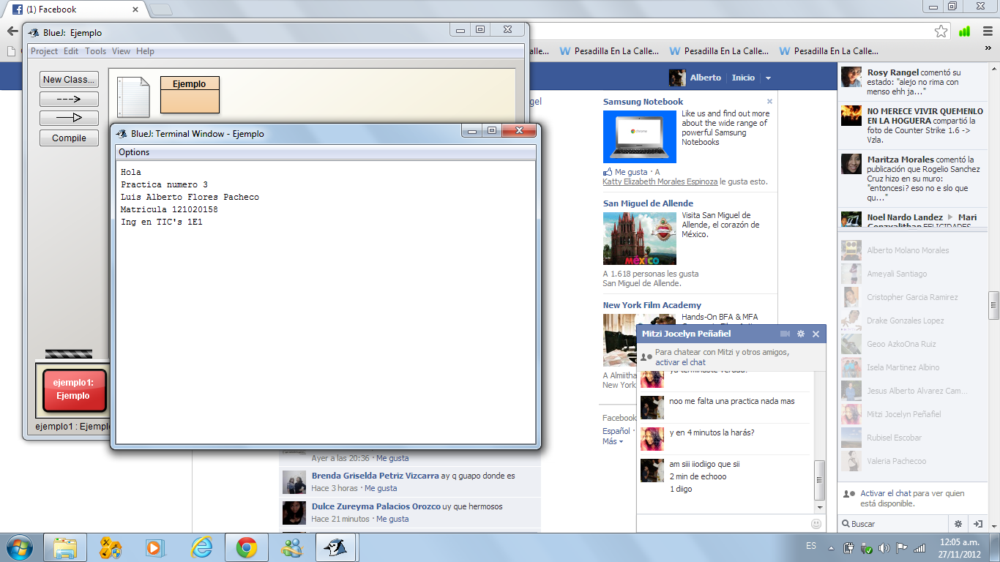 (1) Facebook
BlueJ: Ejemplo
Project Edit Tools View Help
New Class...
Compile
Ejemplo
alle...
Pesadilla En La Calle...
Pesadilla En La Calle...
Pesadilla En La Calle...
BlueJ: Terminal Window - Ejemplo
Options
Hola
Practica numero 3
Luis Alberto Flores Pacheco
Matricula 121020158
Ing en TIC's 1E1
ejemplo1:
Ejemplo
ejemplo1 : Ejemplo
gel
Alberto Inicio
Samsung Notebook
Like us and find out more
about the wide range of
powerful Samsung
Notebooks
chrome
Me gusta · A
Katty Elizabeth Morales Espinoza le gusta esto.
San Miguel de Allende
Visita San Miguel de
Allende, el corazón de
México.
MÉXICO
A 1.618 personas les gusta
San Miguel de Allende.
New York Film Academy
Hands-On BFA & MFA
A Almiitha
New York
Facebook
Español ·
Más
Mitzi Jocelyn Peñafiel
Para chatear con Mitzi y otros amigos,
activar el chat
ya terminaste verdad?
noo me falta una practica nada mas
y en 4 minutos la harás?
am siii iiodiigo que sii
2 min de echooo
1 diigo
Ayer a las 20:36 · Me gusta
Brenda Griselda Petriz Vizcarra ay q guapo donde es
Hace 3 horas · Me gusta
Dulce Zureyma Palacios Orozco uy que hermosos
Hace 21 minutos · Me gusta
Rosy Rangel comentó su
estado: "alejo no rima con
menso ehh ja..."
NO MERECE VIVIR QUEMENLO
EN LA HOGUERA compartió la
foto de Counter Strike 1.6 ->
Vzla.
Maritza Morales comentó la
publicación que Rogelio Sanchez
Cruz hizo en su muro:
"entoncesi? eso no e slo que
qu..."
Noel Nardo Landez Mari
Gonzxalithan FELICIDADES
Alberto Molano Morales
Ameyali Santiago
Cristopher Garcia Ramirez
Drake Gonzales Lopez
Geoo AzkoOna Ruiz
Isela Martinez Albino
Jesus Alberto Alvarez Cam...
Mitzi Jocelyn Peñafiel
Rubisel Escobar
Valeria Pachecoo
Activar el chat para ver quien
está disponible.
Buscar
ES
12:05 a.m.
27/11/2012